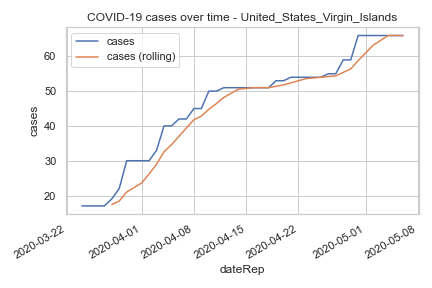 COVID-19 cases over time - United_States_Virgin_Islands
cases
cases (rolling)
60
50
40
30
20
cases
2020-03-22
2020-04-01
2020-04-08
2020-04-15
2020-04-22
2020-05-01
2020-05-08
dateRep